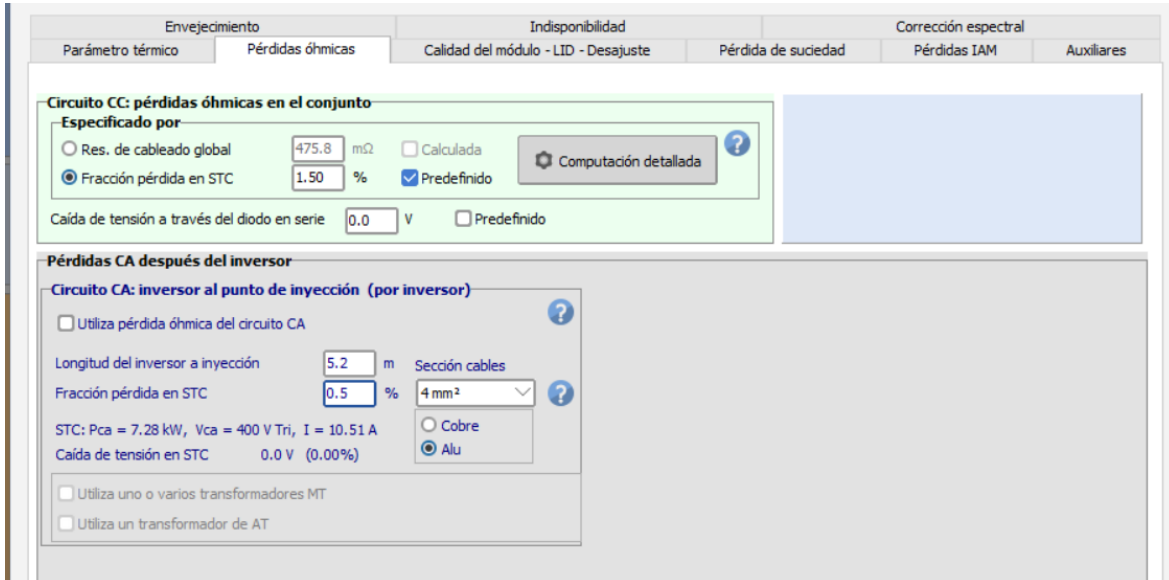 Envejecimiento Indisponibilidad Corrección espectral
Parámetro térmico Pérdidas óhmicas Calidad del módulo - LID - Desajuste Pérdida de suciedad Pérdidas IAM Auxiliares
Circuito CC: pérdidas óhmicas en el conjunto
Especificado por
Res. de cableado global 475.8 mΩ Calculada
Fracción pérdida en STC 1.50 % Predefinido
Computación detallada
?
Caída de tensión a través del diodo en serie 0.0 V Predefinido
Pérdidas CA después del inversor
Circuito CA: inversor al punto de inyección (por inversor)
Utiliza pérdida óhmica del circuito CA
?
Longitud del inversor a inyección 5.2 m Sección cables
Fracción pérdida en STC 0.5 % 4 mm² ?
STC: Pca = 7.28 kW, Vca = 400 V Tri, I = 10.51 A Cobre
Caída de tensión en STC 0.0 V (0.00%) Alu
Utiliza uno o varios transformadores MT
Utiliza un transformador de AT